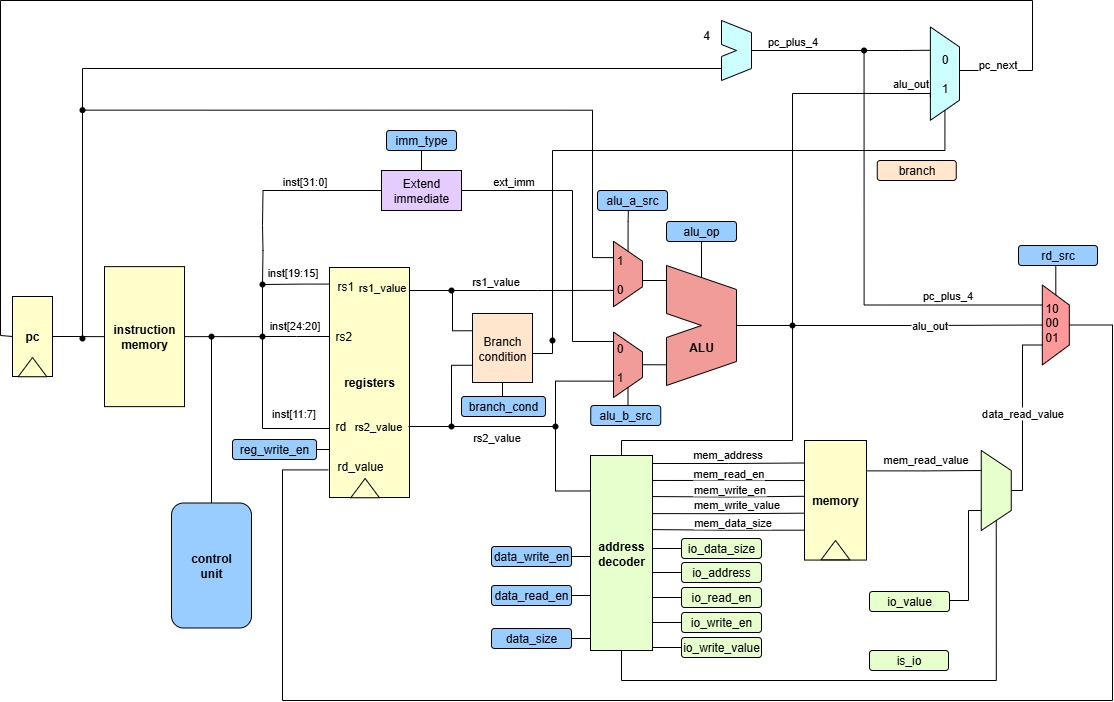 4
pc_plus_4
0
pc_next
alu_out
1
imm_type
branch
inst[31:0]
Extend
immediate
ext_imm
alu_a_src
alu_op
rd_src
1
inst[19:15]
rs1
rs1_value
rs1_value
0
pc_plus_4
10
pc
instruction
memory
inst[24:20]
rs2
Branch
condition
0
ALU
alu_out
00
01
registers
1
branch_cond
alu_b_src
data_read_value
inst[11:7]
rd
rs2_value
rs2_value
reg_write_en
rd_value
mem_address
mem_read_value
mem_read_en
mem_write_en
memory
mem_write_value
mem_data_size
control
unit
data_write_en
address
decoder
io_data_size
io_address
data_read_en
io_read_en
io_value
io_write_en
data_size
io_write_value
is_io